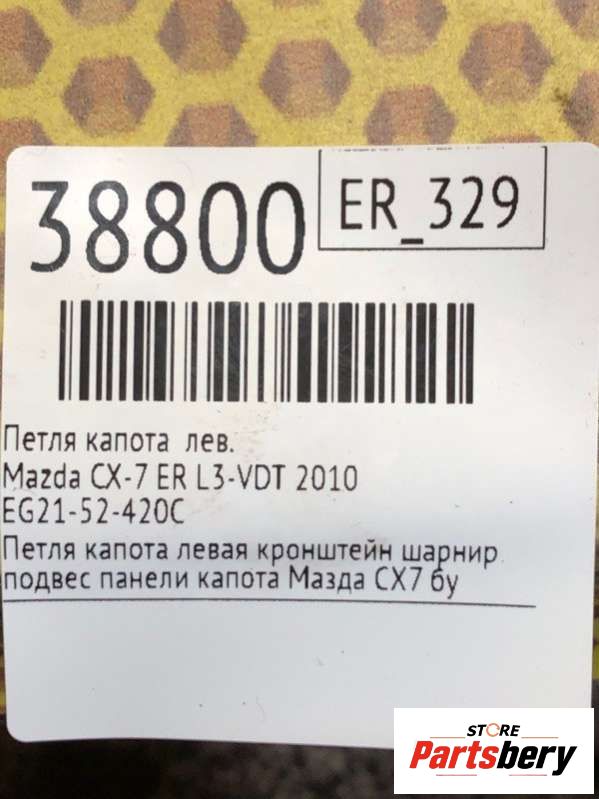 38800
ER_329
Петля капота лев.
Mazda CX-7 ER L3-VDT 2010
EG21-52-420C
Петля капота левая кронштейн шарнир
подвес панели капота Мазда CX7 бу
STORE
Partsbery